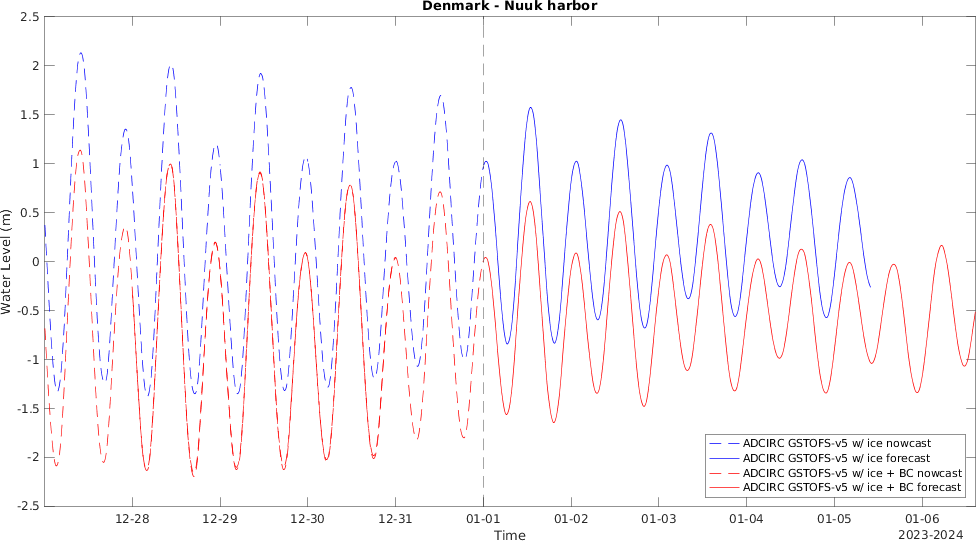 Denmark - Nuuk harbor
2.5
2
1.5
1
0.5
0
-0.5
-1
-1.5
-2
-2.5
Water Level (m)
12-28 12-29 12-30 12-31 01-01 01-02 01-03 01-04 01-05 01-06
Time
2023-2024
ADCIRC GSTOFS-v5 w/ ice nowcast
ADCIRC GSTOFS-v5 w/ ice forecast
ADCIRC GSTOFS-v5 w/ ice + BC nowcast
ADCIRC GSTOFS-v5 w/ ice + BC forecast